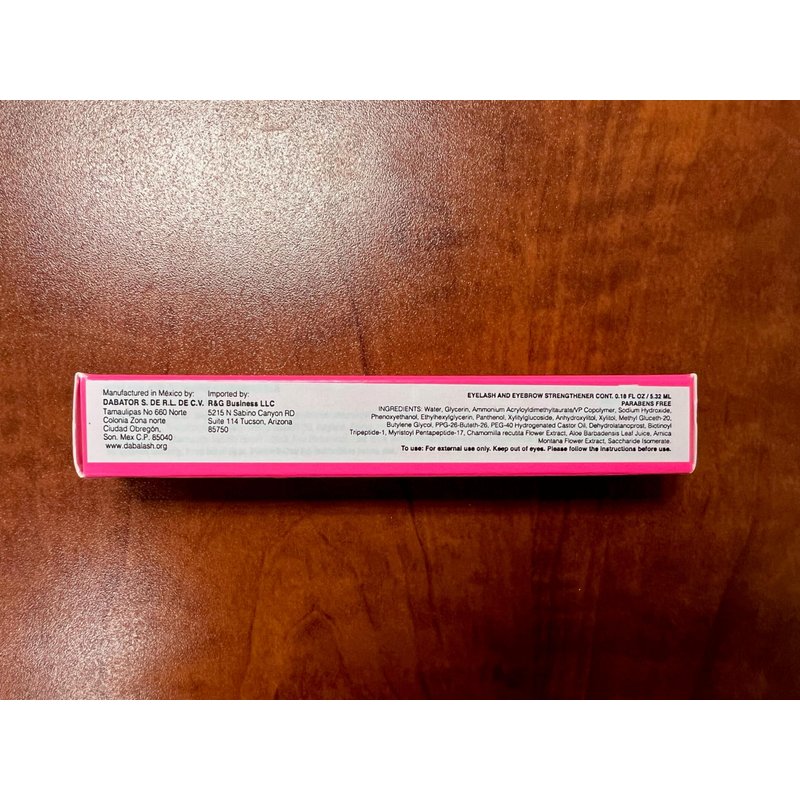 Manufactured in México by:
DABATOR S. DE R.L. DE C.V.
Tamaulipas No 660 Norte
Colonia Zona norte
Ciudad Obregón,
Son. Mex C.P. 85040
www.dabalash.org
Imported by:
R&G Business LLC
5215 N Sabino Canyon RD
Suite 114 Tucson, Arizona
85750
EYELASH AND EYEBROW STRENGTHENER CONT. 0.18 FL OZ / 5.32 ML
PARABENS FREE
INGREDIENTS: Water, Glycerin, Ammonium Acryloyldimethyltaurate/VP Copolymer, Sodium Hydroxide,
Phenoxyethanol, Ethylhexylglycerin, Pantenol, Xylitylglucoside, Anhydroxylitol, Xylitol, Methyl Gluceth-20,
Butylene Glycol, PPG-26-Buteth-26, PEG-40 Hydrogenated Castor Oil, Dehydrolatanoprost, Biotinoyl
Tripeptide-1, Myristoyl Pentapeptide-17, Chamomilla recutita Flower Extract, Aloe Barbadensis Leaf Juice, Arnica
Montana Flower Extract, Saccharide Isomerate.
To use: For external use only. Keep out of eyes. Please follow the instructions before use.